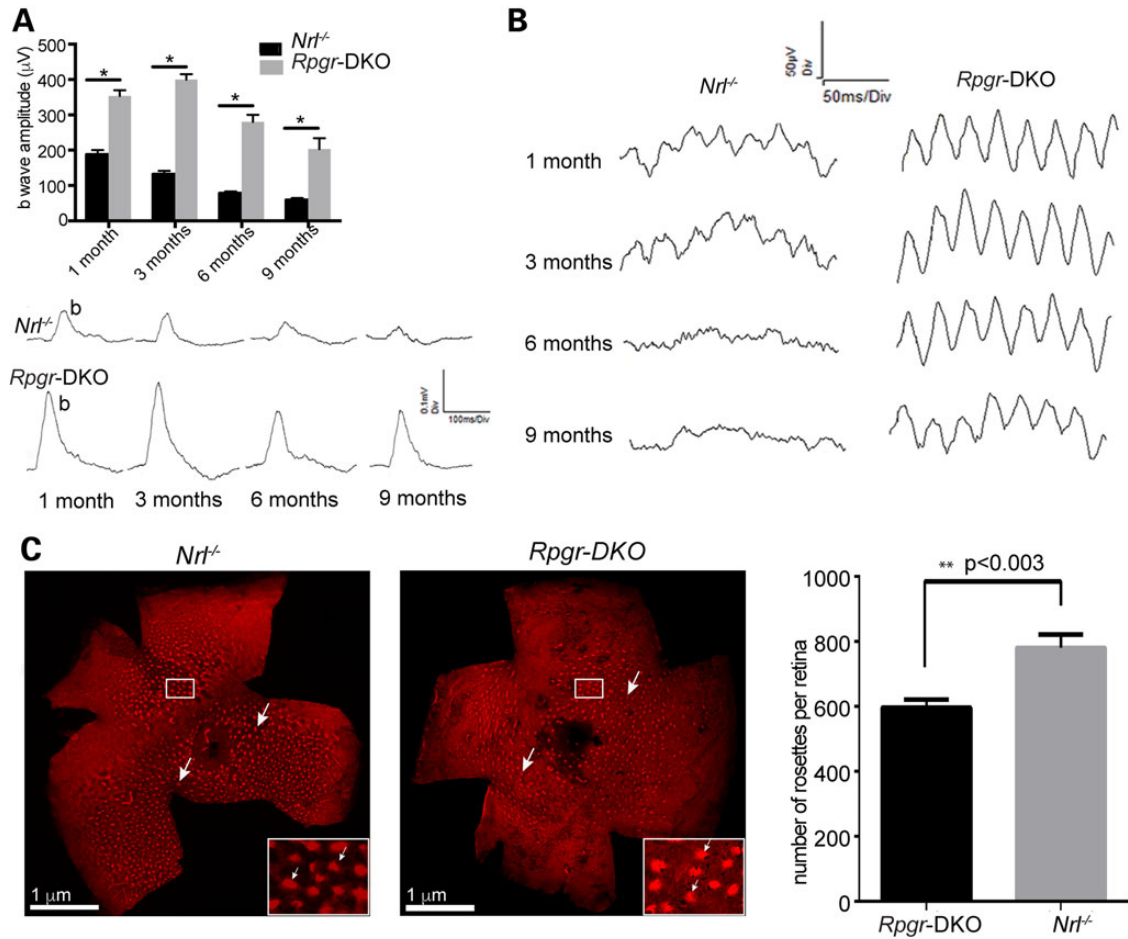 A
b wave amplitude (μV)
500
400
300
200
100
0
* * * *
Nrl-/-
Rpgr-DKO
1 month
3 months
6 months
9 months
Nrl-/-
b
Rpgr-DKO
b
0.1mV
Div
100ms/Div
1 month 3 months 6 months 9 months
B
50μV
Div
50ms/Div
Nrl-/- Rpgr-DKO
1 month
3 months
6 months
9 months
C
Nrl-/-
1 μm
Rpgr-DKO
1 μm
number of rosettes per retina
1000
800
600
400
200
0
** p<0.003
Rpgr-DKO Nrl-/-